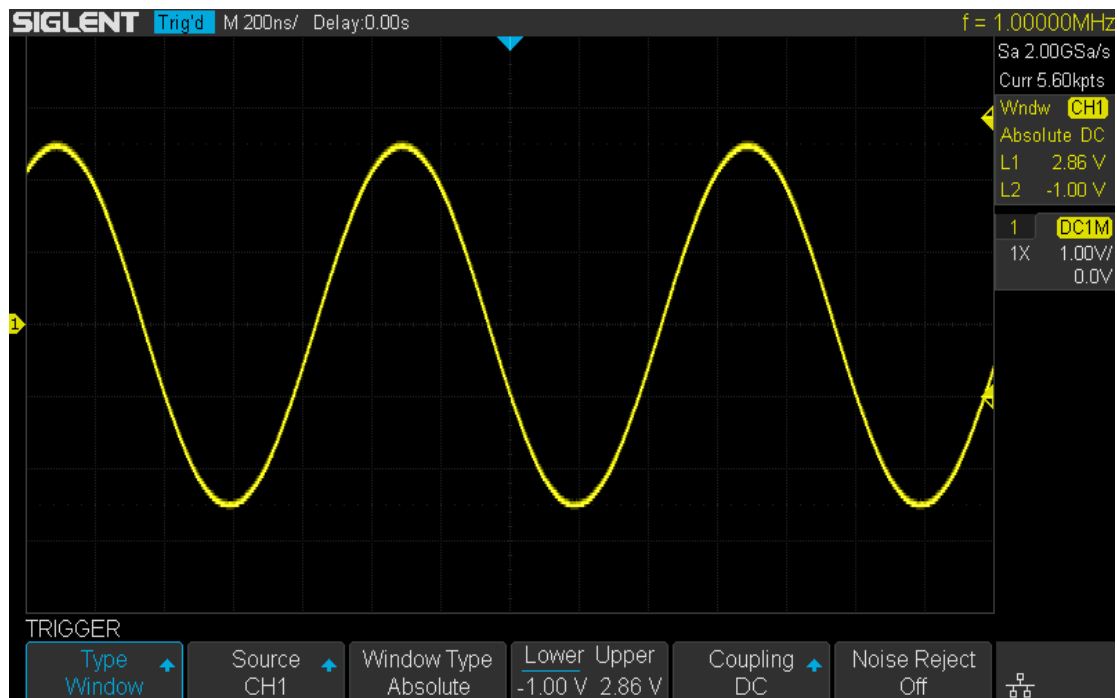 SIGLENT Trig'd M 200ns/ Delay:0.00s f = 1.00000MHz
Sa 2.00GSa/s
Curr 5.60kpts
Wndw CH1
Absolute DC
L1 2.86 V
L2 -1.00 V
1 DC1M
1X 1.00V/
0.0V
1
TRIGGER
Type Source Window Type Lower Upper Coupling Noise Reject
Window CH1 Absolute -1.00 V 2.86 V DC Off